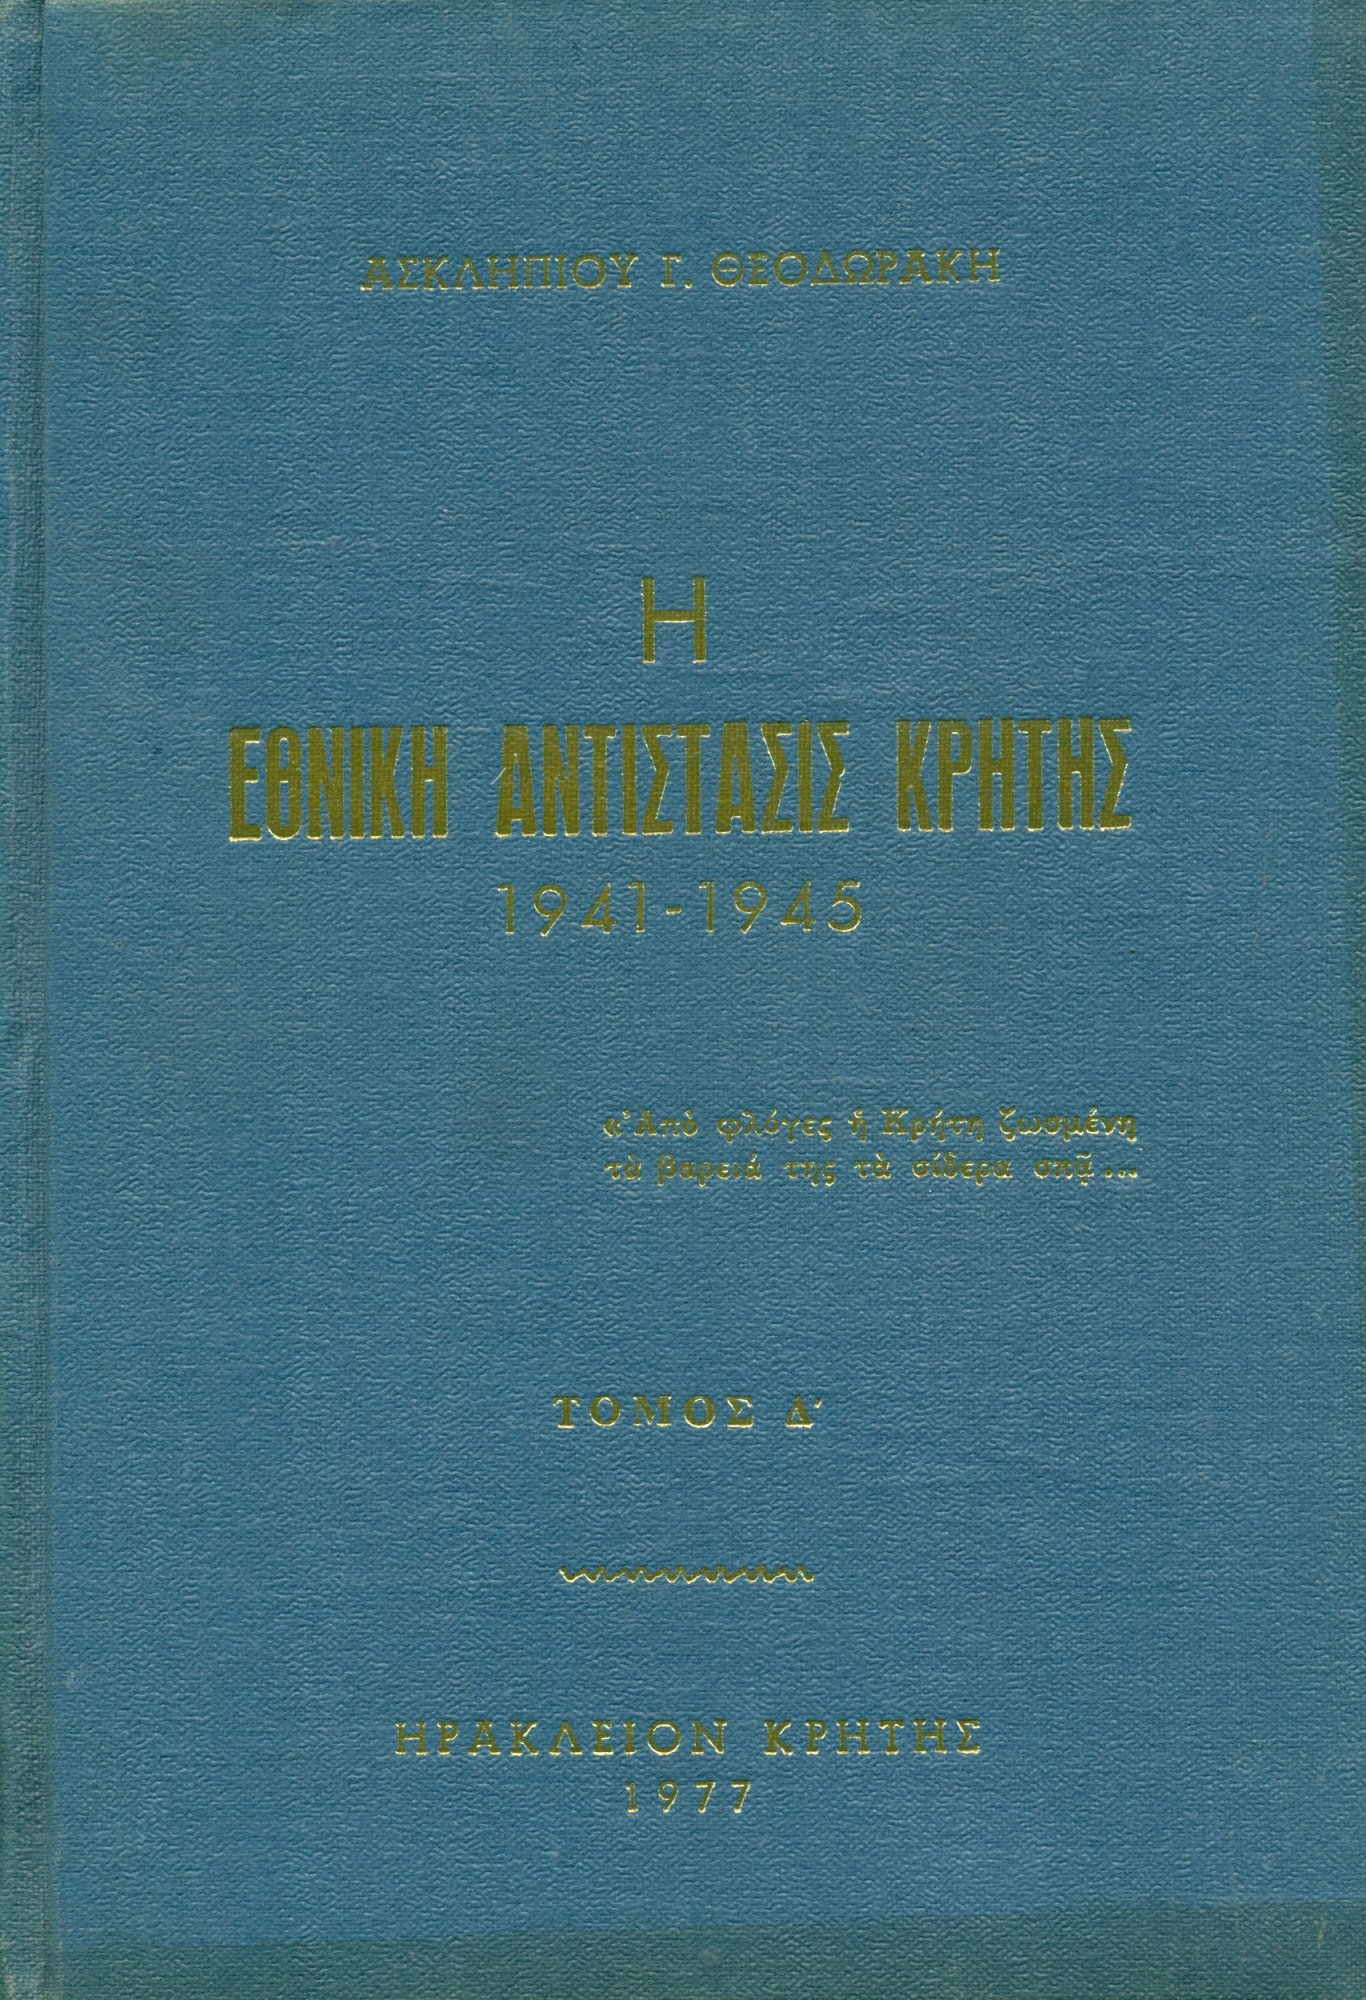 ΑΣΚΛΗΠΙΟΥ Γ. ΘΕΟΔΩΡΑΚΗ
Η
ΕΘΝΙΚΗ ΑΝΤΙΣΤΑΣΙΣ ΚΡΗΤΗΣ
1941-1945
«Ἀπὸ φλόγες ἡ Κρήτη ζωσμένη
τὰ βαρειά της τὰ σίδερα σπᾷ...
ΤΟΜΟΣ Δ'
ΗΡΑΚΛΕΙΟΝ ΚΡΗΤΗΣ
1977